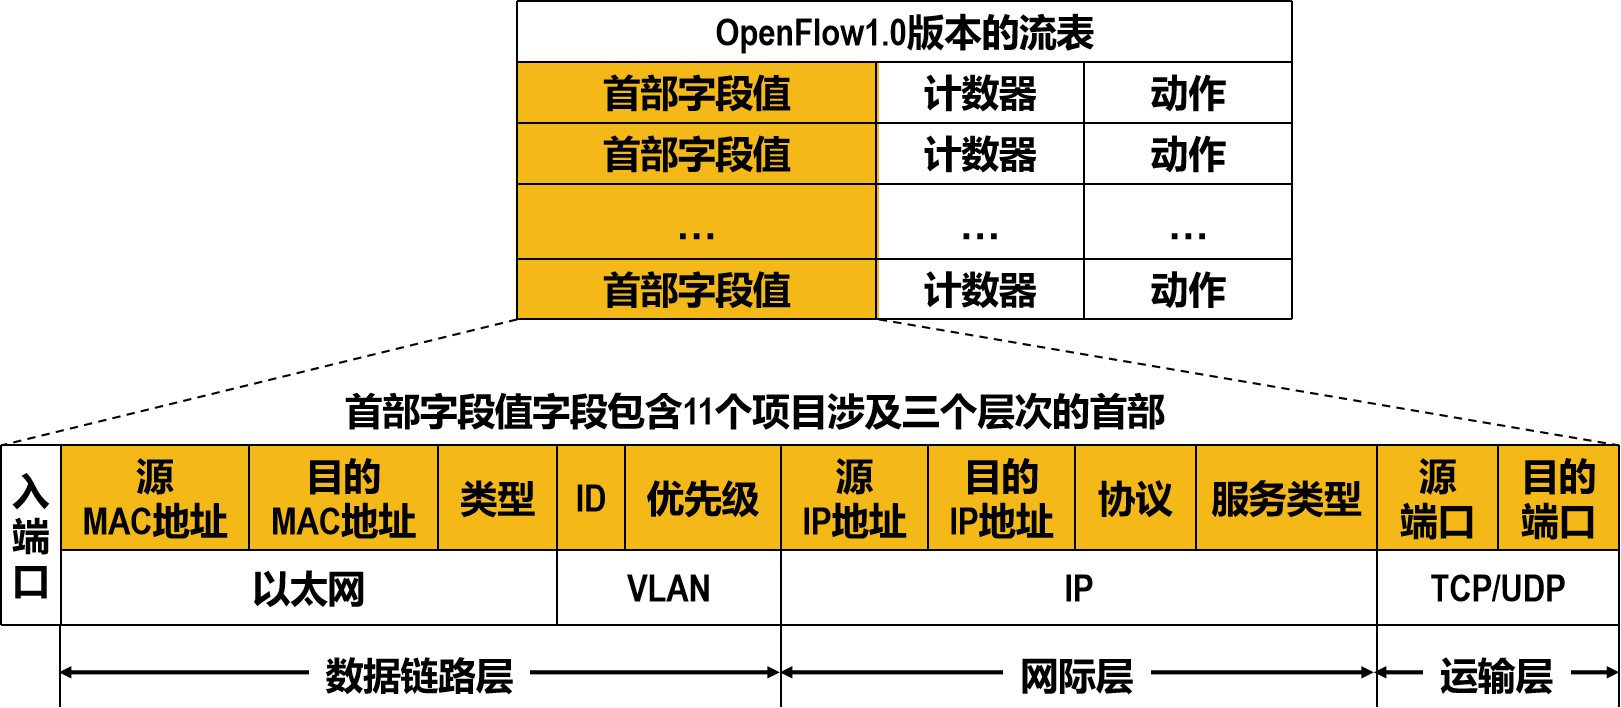 OpenFlow1.0版本的流表
首部字段值 计数器 动作
首部字段值 计数器 动作
… … …
首部字段值 计数器 动作
首部字段值字段包含11个项目涉及三个层次的首部
入端口
源
MAC地址
目的
MAC地址
类型
ID
优先级
源
IP地址
目的
IP地址
协议
服务类型
源
端口
目的
端口
以太网 VLAN IP TCP/UDP
数据链路层 网际层 运输层